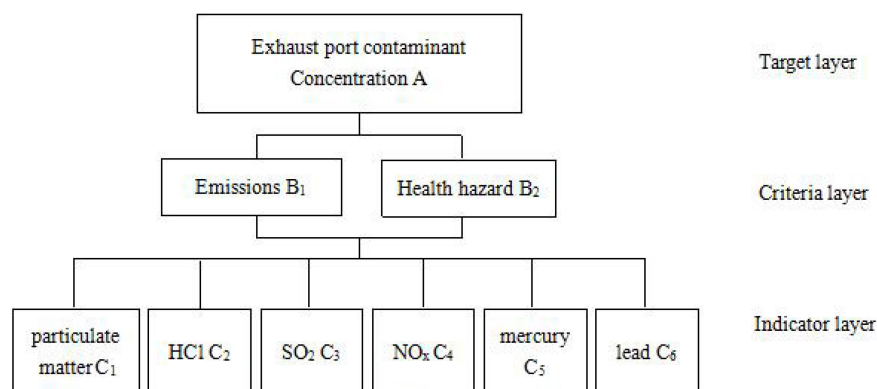 Exhaust port contaminant
Concentration A
Target layer
Emissions B₁
Health hazard B₂
Criteria layer
particulate
matter C₁
HCl C₂
SO₂ C₃
NOₓ C₄
mercury
C₅
lead C₆
Indicator layer